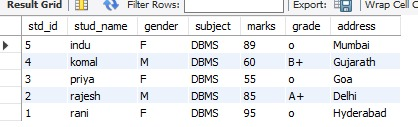 Result Grid Filter Rows: Export: Wrap Cell C
std_id stud_name gender subject marks grade address
5 indu F DBMS 89 o Mumbai
4 komal M DBMS 60 B+ Gujarath
3 priya F DBMS 55 o Goa
2 rajesh M DBMS 85 A+ Delhi
1 rani F DBMS 95 o Hyderabad